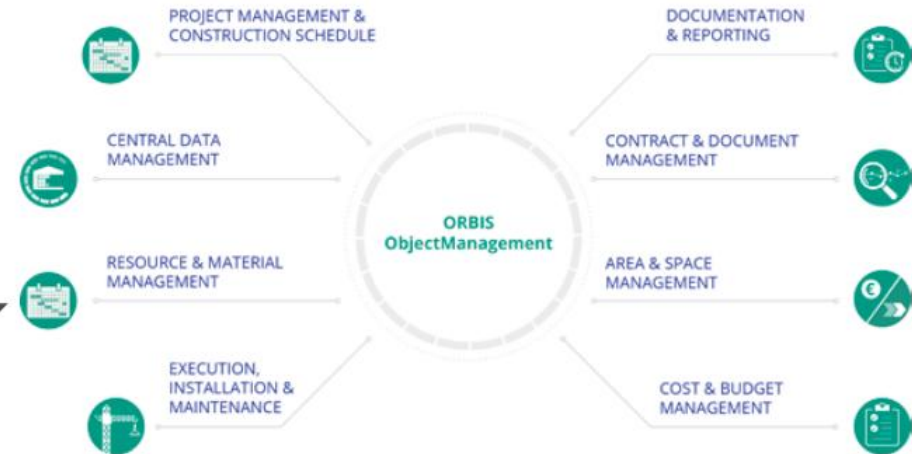 PROJECT MANAGEMENT &
CONSTRUCTION SCHEDULE
DOCUMENTATION
& REPORTING
CENTRAL DATA
MANAGEMENT
CONTRACT & DOCUMENT
MANAGEMENT
ORBIS
ObjectManagement
RESOURCE & MATERIAL
MANAGEMENT
AREA & SPACE
MANAGEMENT
€
EXECUTION,
INSTALLATION &
MAINTENANCE
COST & BUDGET
MANAGEMENT